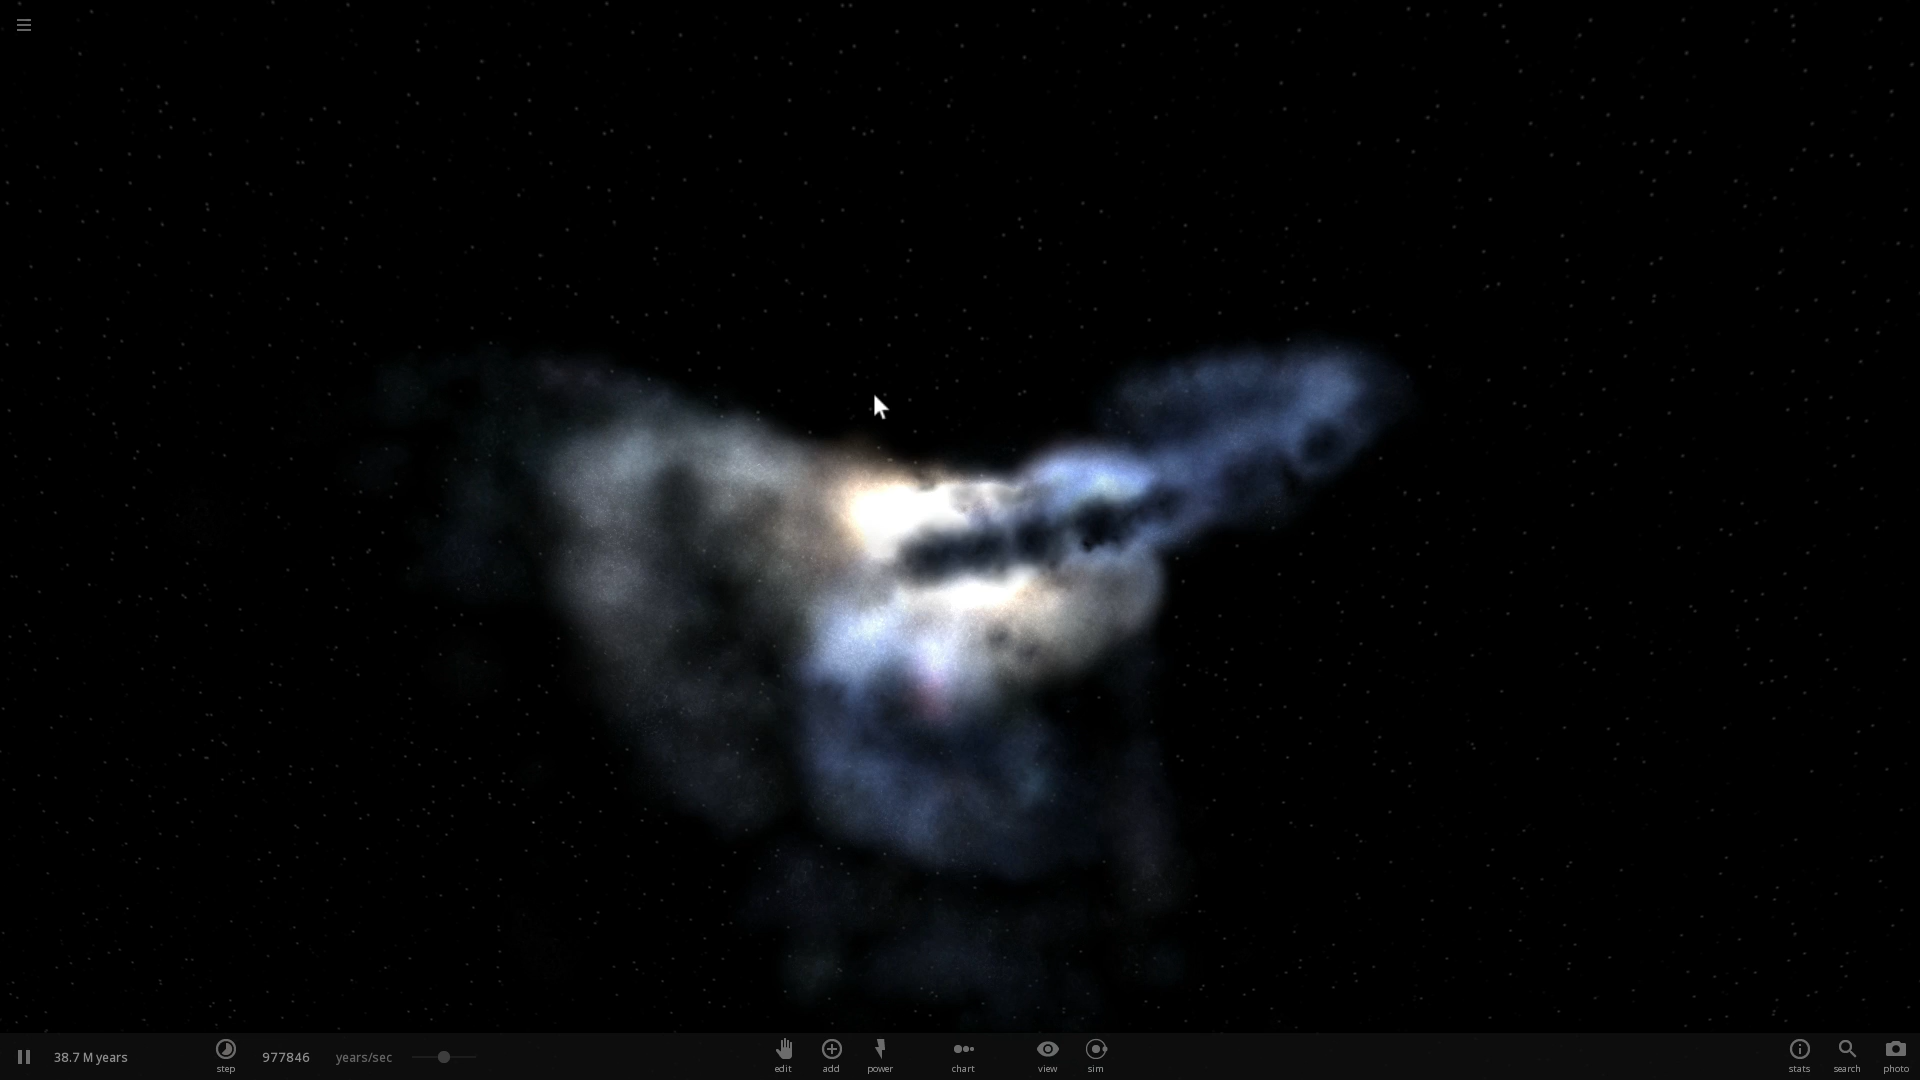 38.7 M years
step
977846 years/sec
edit
add
power
chart
view
sim
stats
search
photo